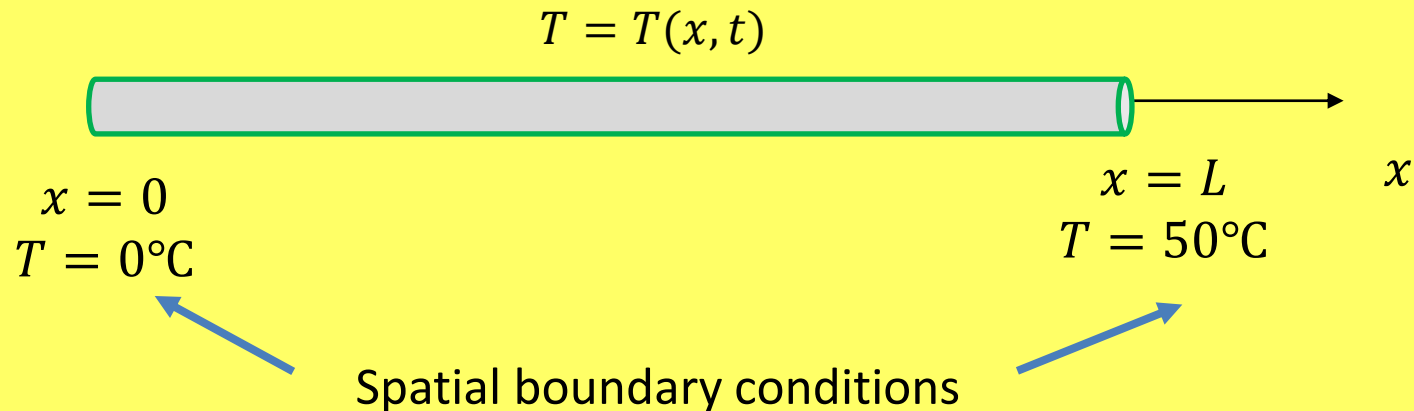 T = T(x, t)
x = 0
T = 0℃
x = L
T = 50℃
x
Spatial boundary conditions